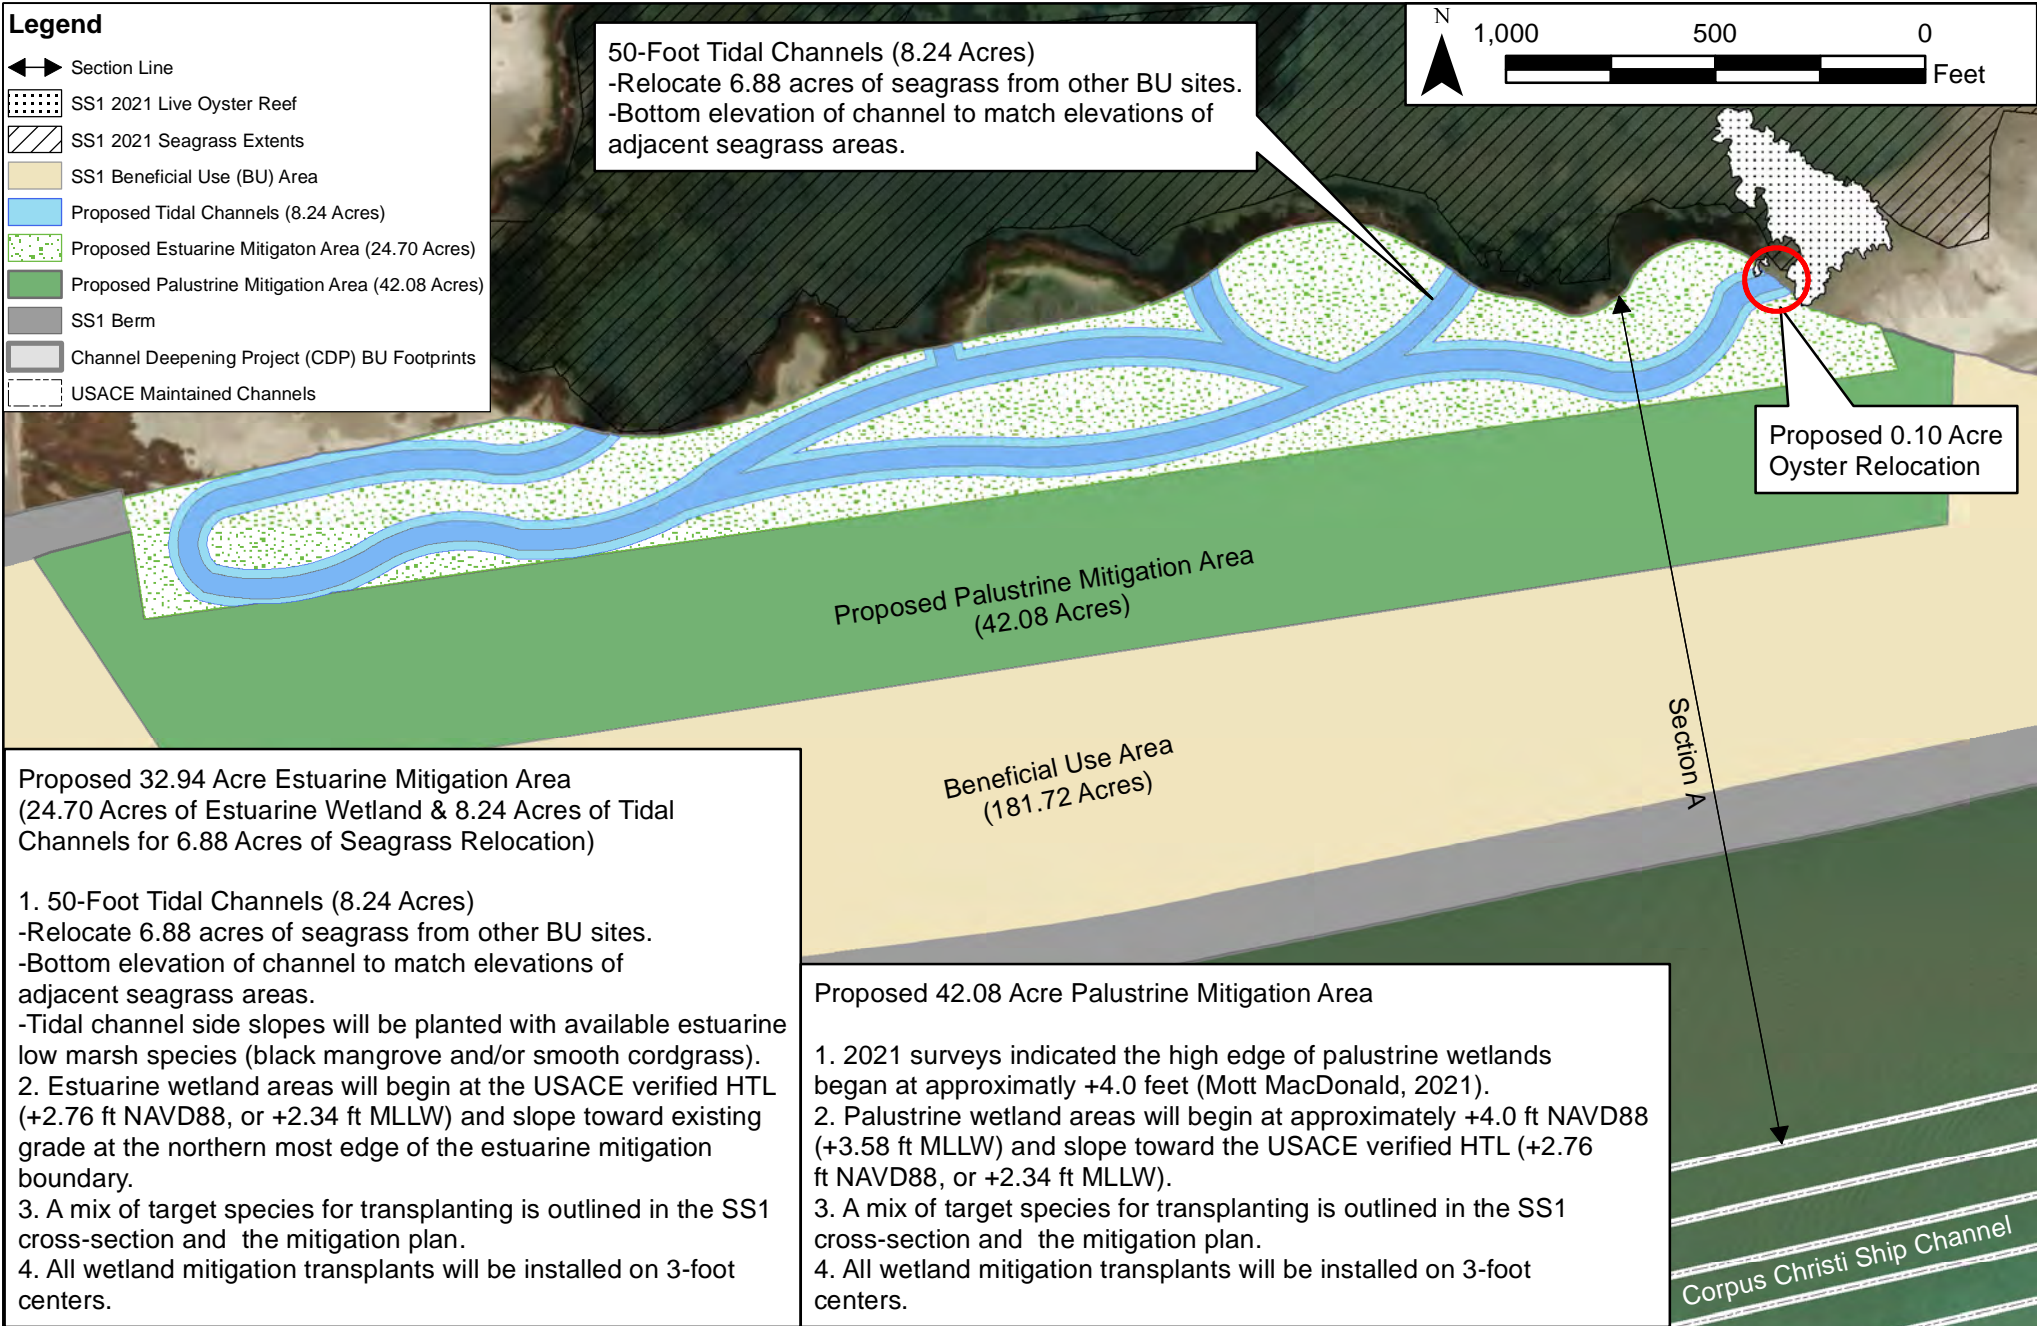 Legend
Section Line
SS1 2021 Live Oyster Reef
SS1 2021 Seagrass Extents
SS1 Beneficial Use (BU) Area
Proposed Tidal Channels (8.24 Acres)
Proposed Estuarine Mitigaton Area (24.70 Acres)
Proposed Palustrine Mitigation Area (42.08 Acres)
SS1 Berm
Channel Deepening Project (CDP) BU Footprints
USACE Maintained Channels
50-Foot Tidal Channels (8.24 Acres)
-Relocate 6.88 acres of seagrass from other BU sites.
-Bottom elevation of channel to match elevations of
adjacent seagrass areas.
N
1,000 500 0
Feet
Proposed 0.10 Acre
Oyster Relocation
Proposed Palustrine Mitigation Area
(42.08 Acres)
Beneficial Use Area
(181.72 Acres)
Section A
Proposed 32.94 Acre Estuarine Mitigation Area
(24.70 Acres of Estuarine Wetland & 8.24 Acres of Tidal
Channels for 6.88 Acres of Seagrass Relocation)
1. 50-Foot Tidal Channels (8.24 Acres)
-Relocate 6.88 acres of seagrass from other BU sites.
-Bottom elevation of channel to match elevations of
adjacent seagrass areas.
-Tidal channel side slopes will be planted with available estuarine
low marsh species (black mangrove and/or smooth cordgrass).
2. Estuarine wetland areas will begin at the USACE verified HTL
(+2.76 ft NAVD88, or +2.34 ft MLLW) and slope toward existing
grade at the northern most edge of the estuarine mitigation
boundary.
3. A mix of target species for transplanting is outlined in the SS1
cross-section and the mitigation plan.
4. All wetland mitigation transplants will be installed on 3-foot
centers.
Proposed 42.08 Acre Palustrine Mitigation Area
1. 2021 surveys indicated the high edge of palustrine wetlands
began at approximatly +4.0 feet (Mott MacDonald, 2021).
2. Palustrine wetland areas will begin at approximately +4.0 ft NAVD88
(+3.58 ft MLLW) and slope toward the USACE verified HTL (+2.76
ft NAVD88, or +2.34 ft MLLW).
3. A mix of target species for transplanting is outlined in the SS1
cross-section and the mitigation plan.
4. All wetland mitigation transplants will be installed on 3-foot
centers.
Corpus Christi Ship Channel